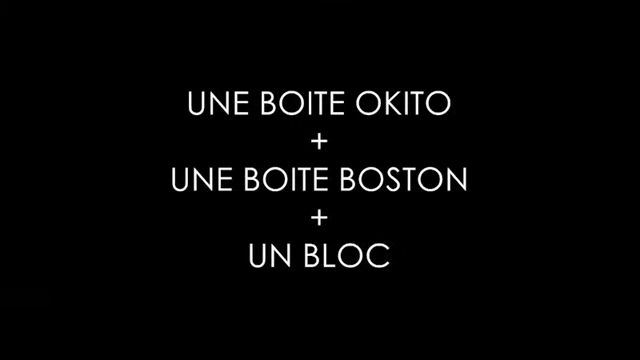 UNE BOITE OKITO
+
UNE BOITE BOSTON
+
UN BLOC